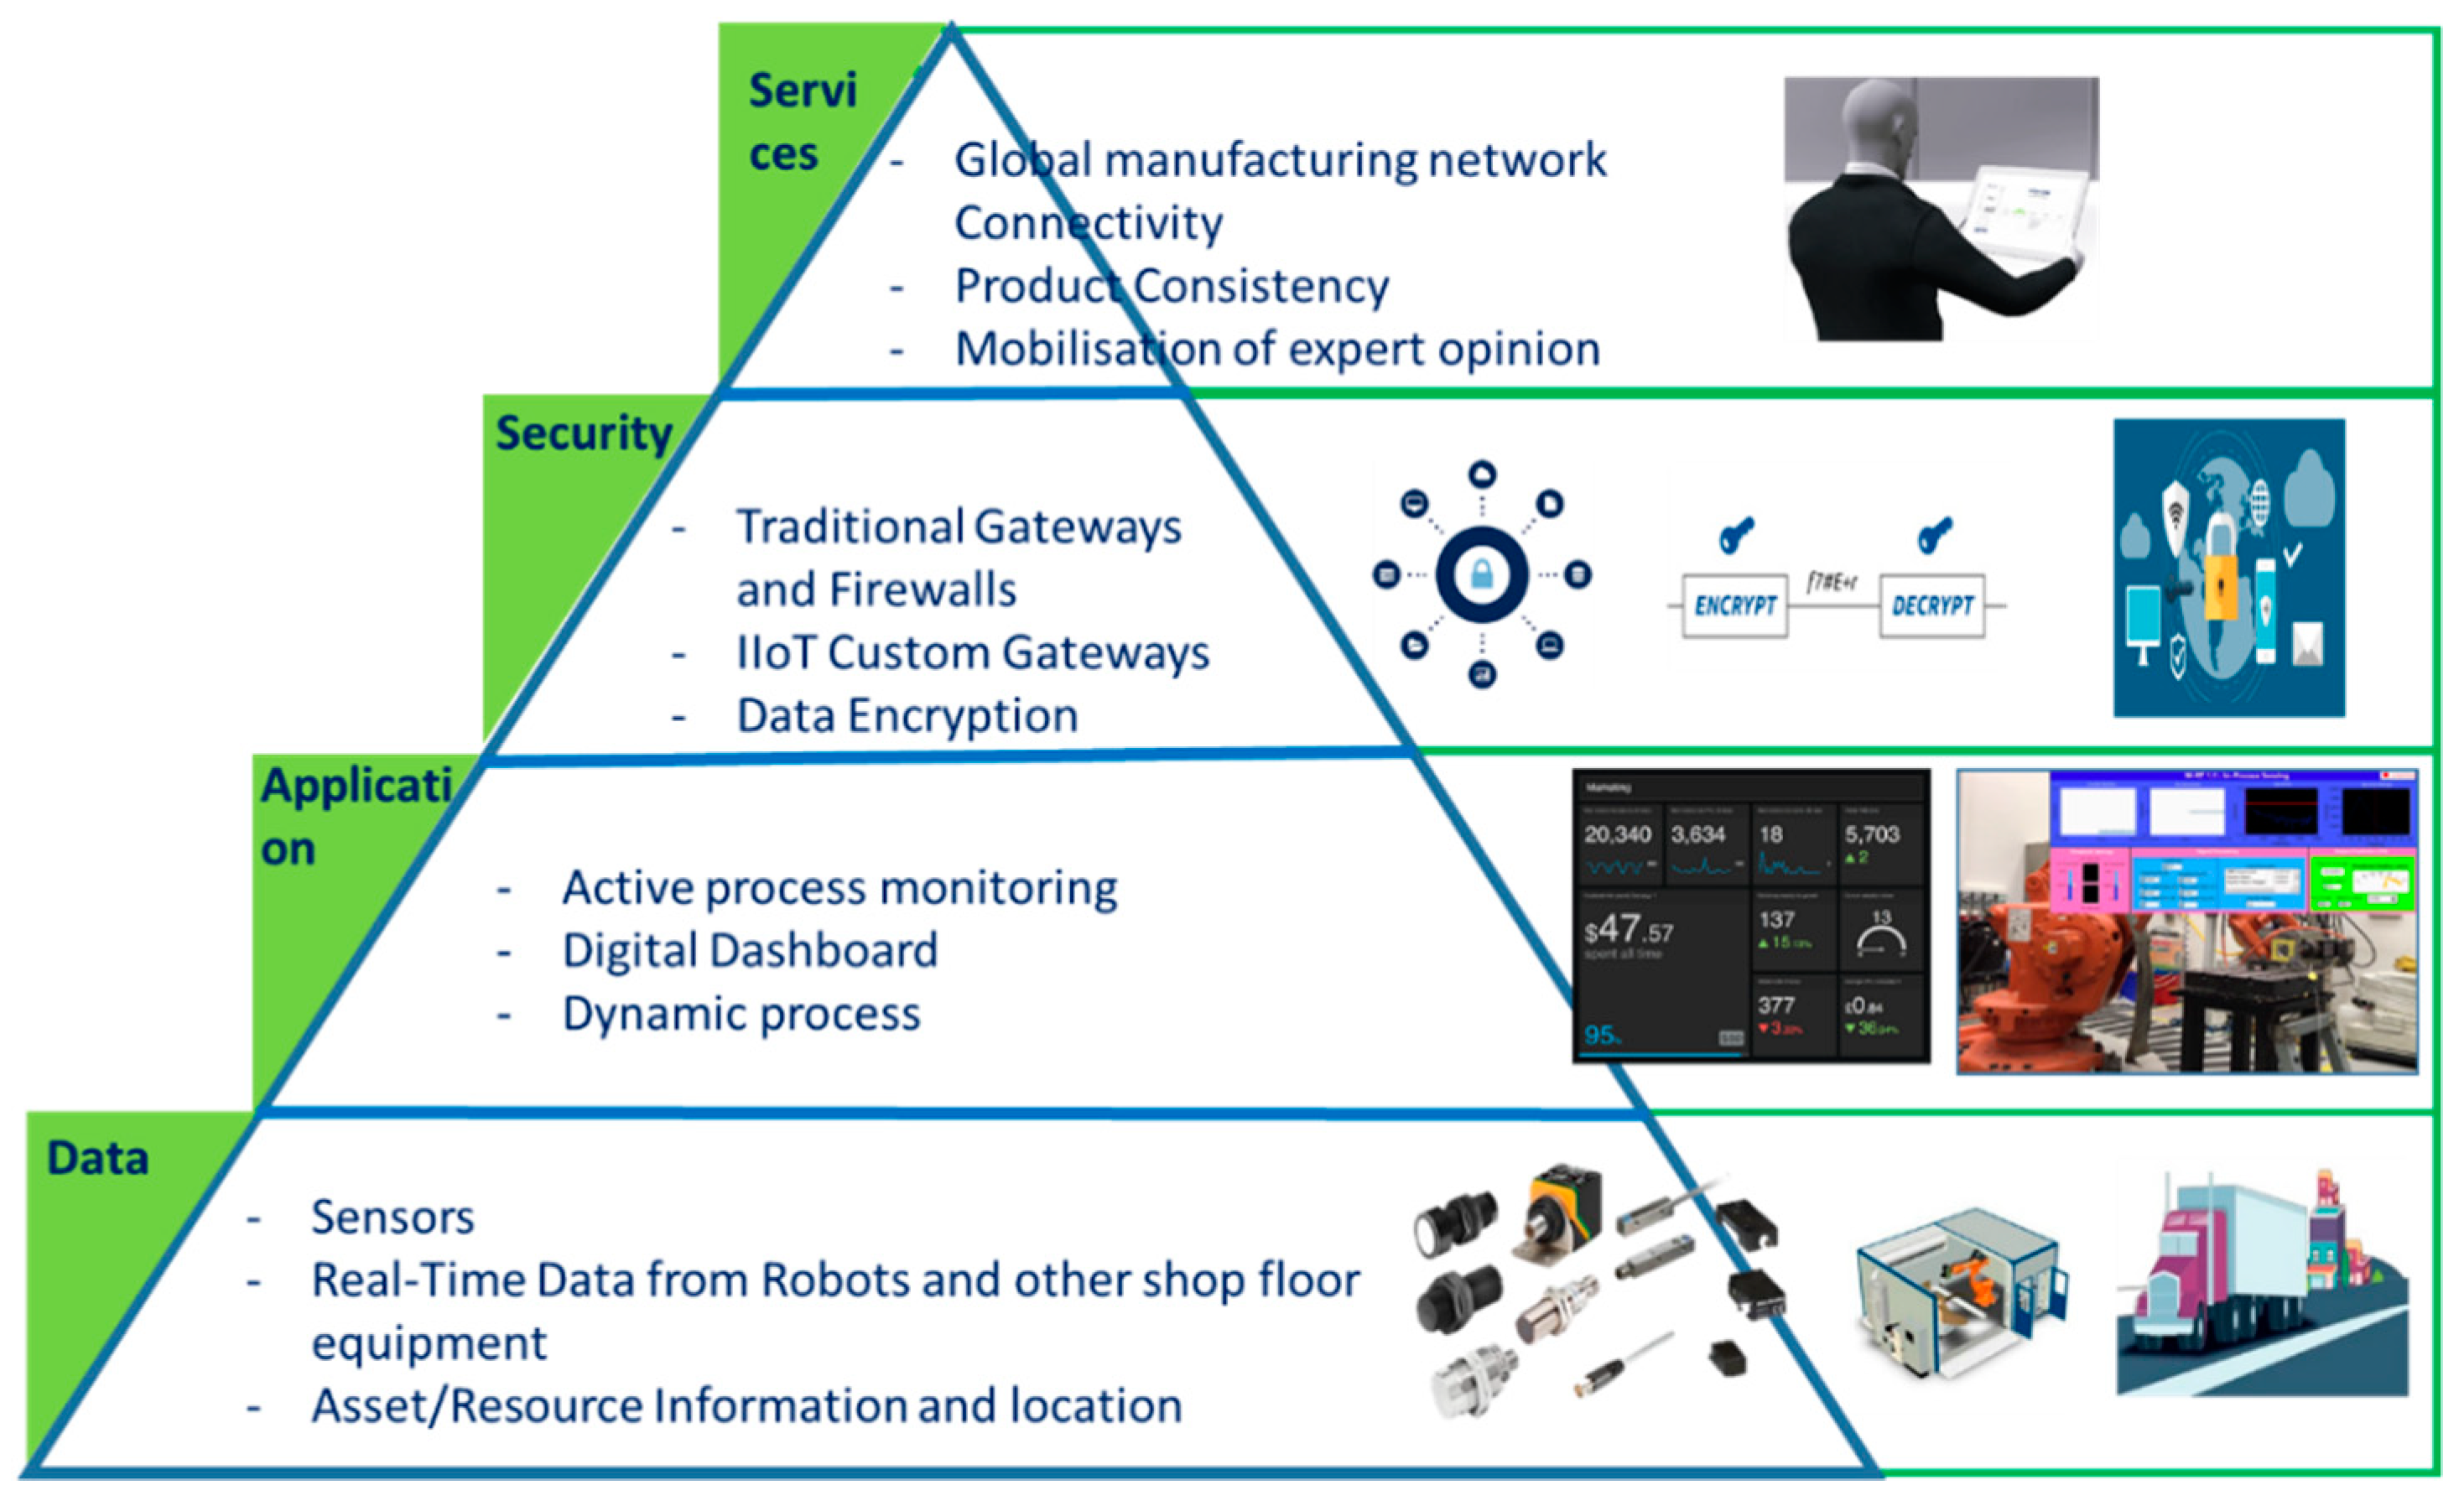 Servi
ces
- Global manufacturing network
Connectivity
- Product Consistency
- Mobilisation of expert opinion
Security
- Traditional Gateways
and Firewalls
- IIoT Custom Gateways
- Data Encryption
f7#E+r
ENCRYPT
DECRYPT
Applicati
on
- Active process monitoring
- Digital Dashboard
- Dynamic process
Marketing
20,340
3,634
18
5,703
▲2
$47.57
spent all time
137
▲15
13
377
▼3
£0.84
▼36
95%
Data
- Sensors
- Real-Time Data from Robots and other shop floor
equipment
- Asset/Resource Information and location